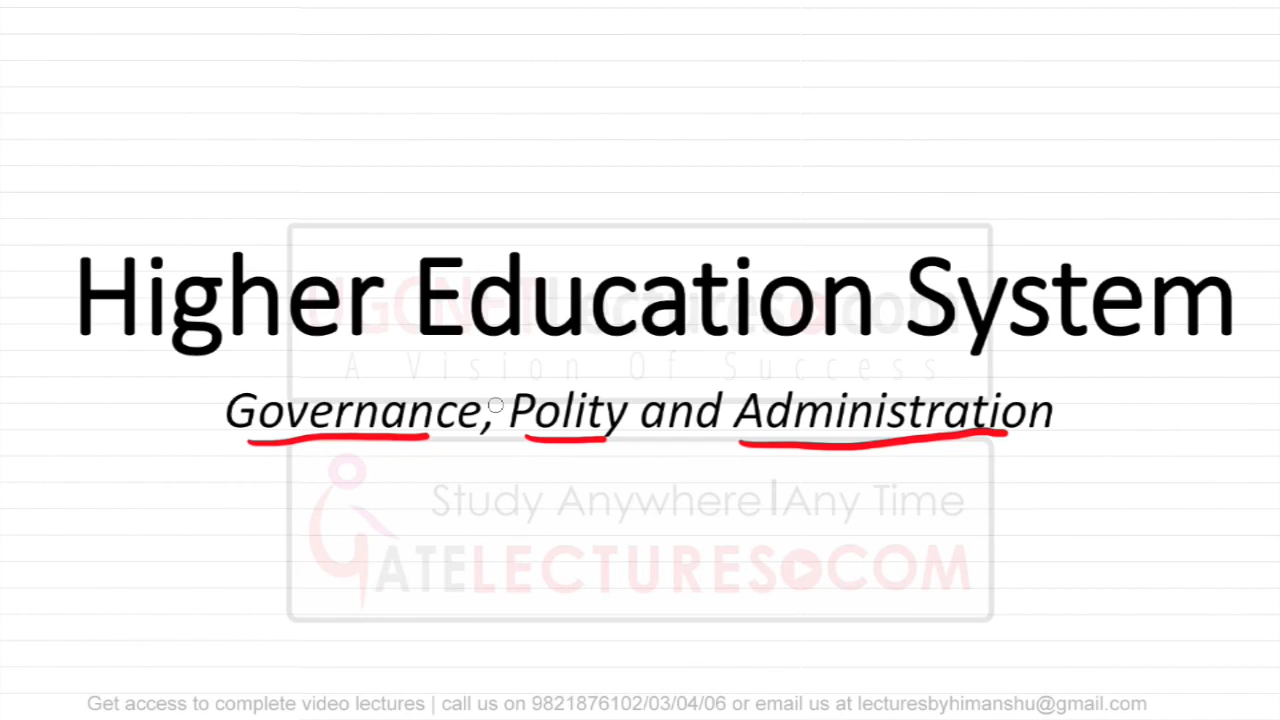 Higher Education System
A Vision Of Success
Governance, Polity and Administration
Study Anywhere|Any Time
GATELECTURES.COM
Get access to complete video lectures | call us on 9821876102/03/04/06 or email us at lecturesbyhimanshu@gmail.com